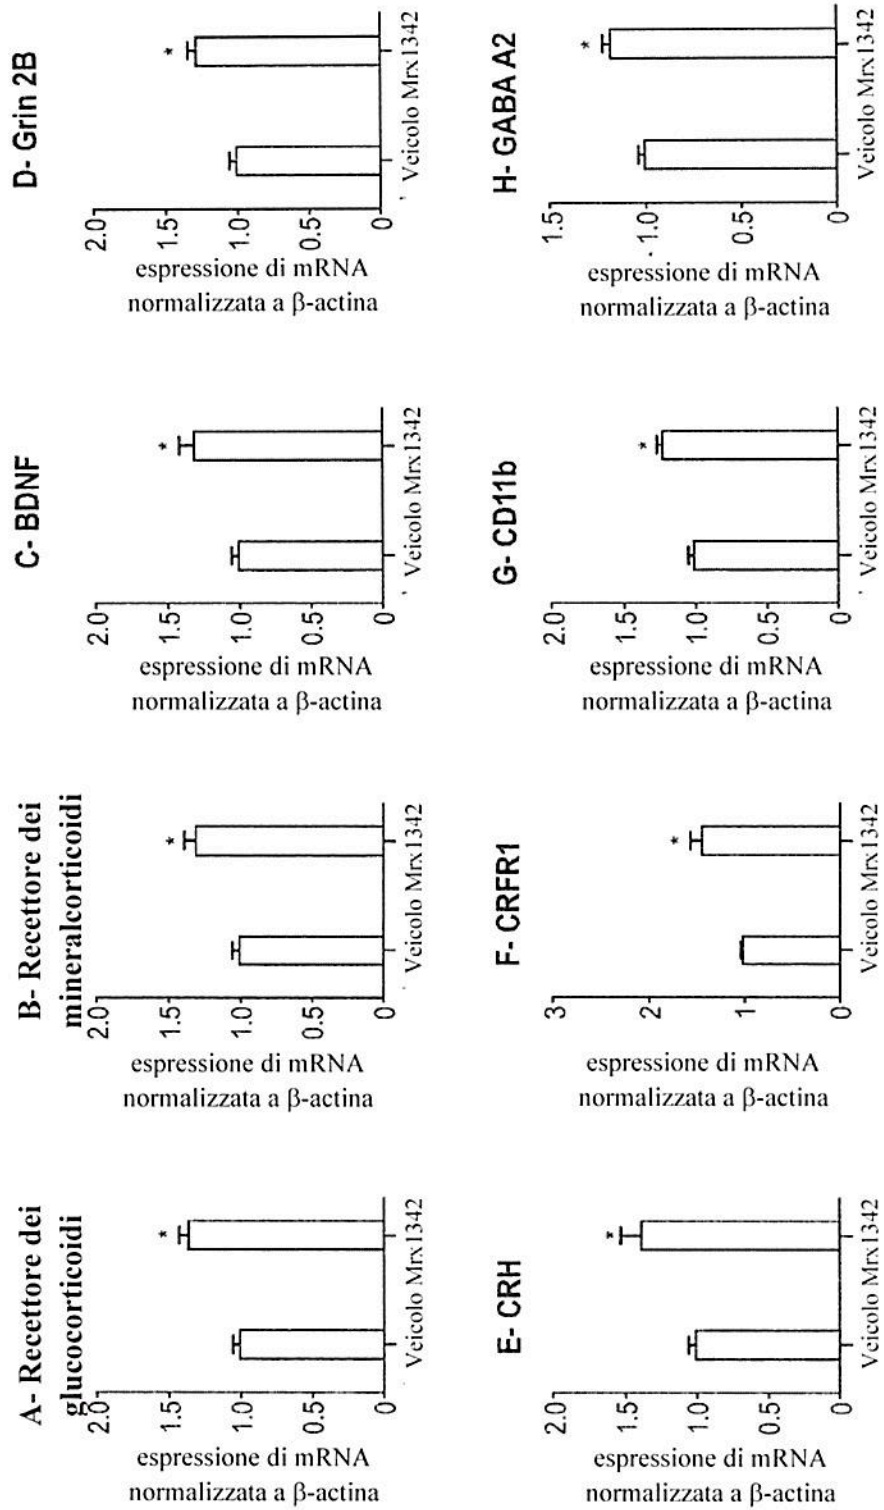 A- Recettore dei
glucocorticoidi
2.0
1.5
1.0
0.5
0
espressione di mRNA
normalizzata a β-actina
Veicolo Mrx1342
*
B- Recettore dei
mineralcorticoidi
2.0
1.5
1.0
0.5
0
espressione di mRNA
normalizzata a β-actina
Veicolo Mrx1342
*
C- BDNF
2.0
1.5
1.0
0.5
0
espressione di mRNA
normalizzata a β-actina
Veicolo Mrx1342
*
D- Grin 2B
2.0
1.5
1.0
0.5
0
espressione di mRNA
normalizzata a β-actina
Veicolo Mrx1342
*
E- CRH
2.0
1.5
1.0
0.5
0
espressione di mRNA
normalizzata a β-actina
Veicolo Mrx1342
*
F- CRFR1
3
2
1
0
espressione di mRNA
normalizzata a β-actina
Veicolo Mrx1342
*
G- CD11b
2.0
1.5
1.0
0.5
0
espressione di mRNA
normalizzata a β-actina
Veicolo Mrx1342
*
H- GABA A2
1.5
1.0
0.5
0
espressione di mRNA
normalizzata a β-actina
Veicolo Mrx1342
*